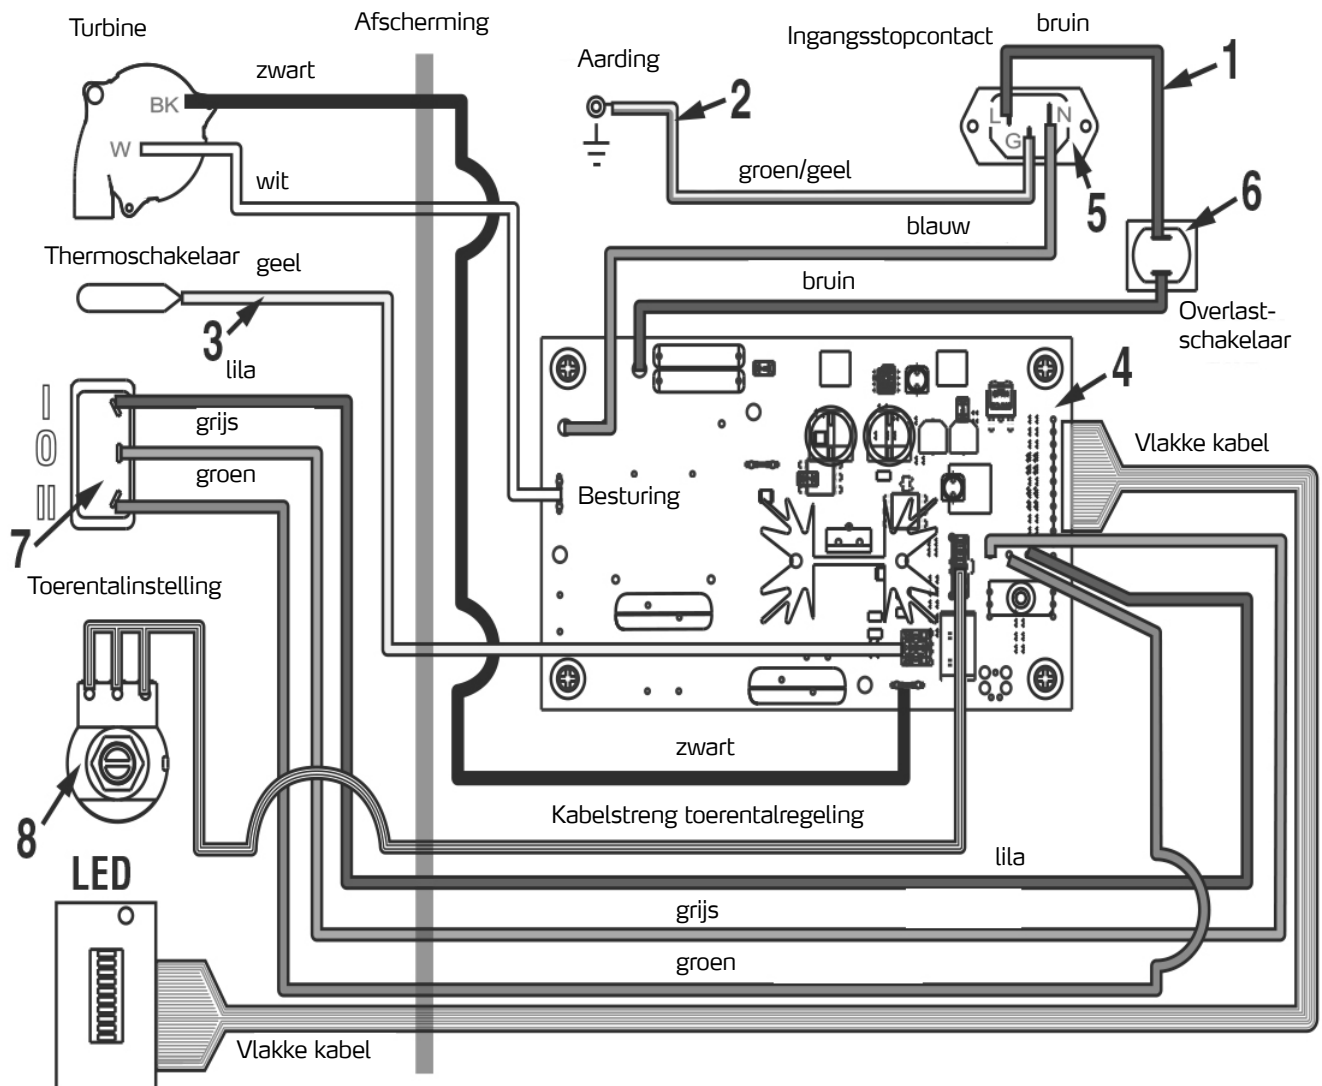 Turbine
Afscherming
Ingangsstopcontact
bruin
zwart
Aarding
1
BK
2
L
N
G
W
wit
groen/geel
5
6
blauw
Thermoschakelaar
geel
bruin
3
Overlast-
schakelaar
lila
4
I
grijs
O
Vlakke kabel
groen
II
Besturing
7
Toerentalinstelling
zwart
8
Kabelstreng toerentalregeling
LED
lila
grijs
groen
Vlakke kabel